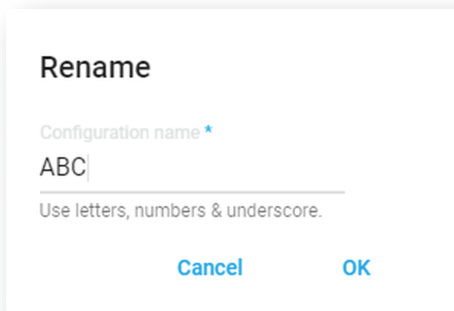 Rename
Configuration name *
ABC
Use letters, numbers & underscore.
Cancel OK